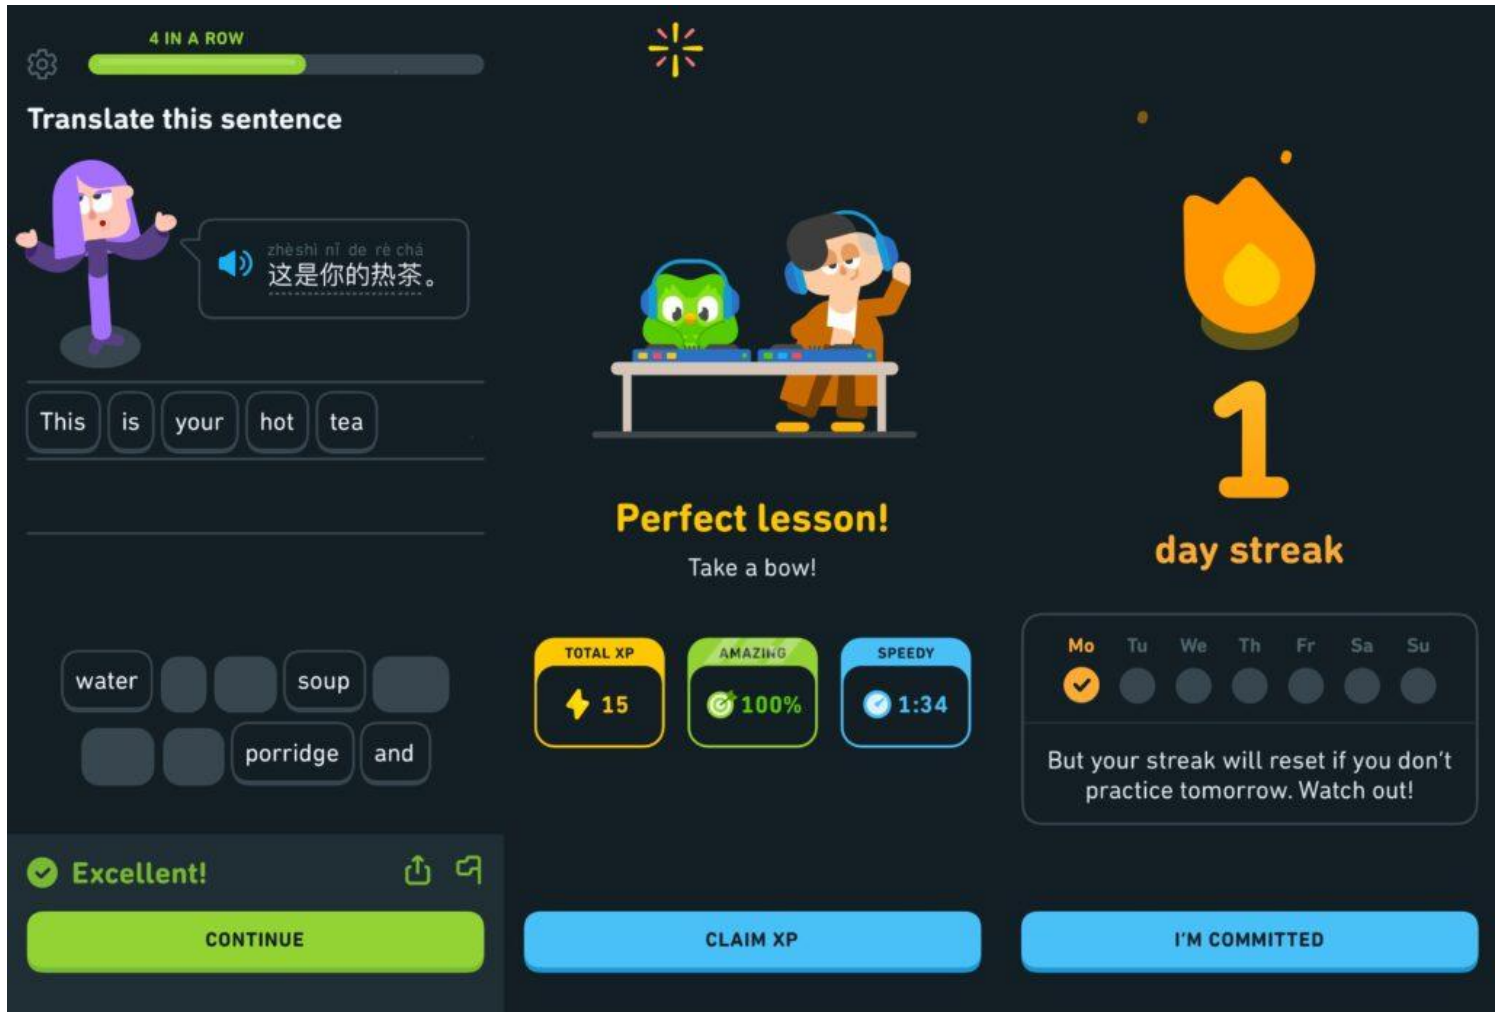 4 IN A ROW
Translate this sentence
zhèshì nǐ de rè chá
这是你的热茶。
This is your hot tea
water soup
porridge and
Excellent!
CONTINUE
Perfect lesson!
Take a bow!
TOTAL XP AMAZING SPEEDY
15 100% 1:34
CLAIM XP
1
day streak
Mo Tu We Th Fr Sa Su
But your streak will reset if you don't
practice tomorrow. Watch out!
I'M COMMITTED